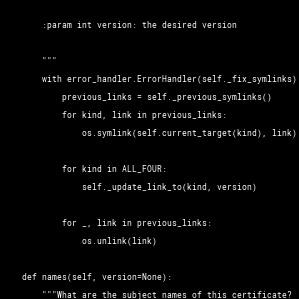 :param int version: the desired version
"""
with error_handler.ErrorHandler(self._fix_symlinks)
previous_links = self._previous_symlinks()
for kind, link in previous_links:
os.symlink(self.current_target(kind), link)
for kind in ALL_FOUR:
self._update_link_to(kind, version)
for _, link in previous_links:
os.unlink(link)
def names(self, version=None):
"""What are the subject names of this certificate?